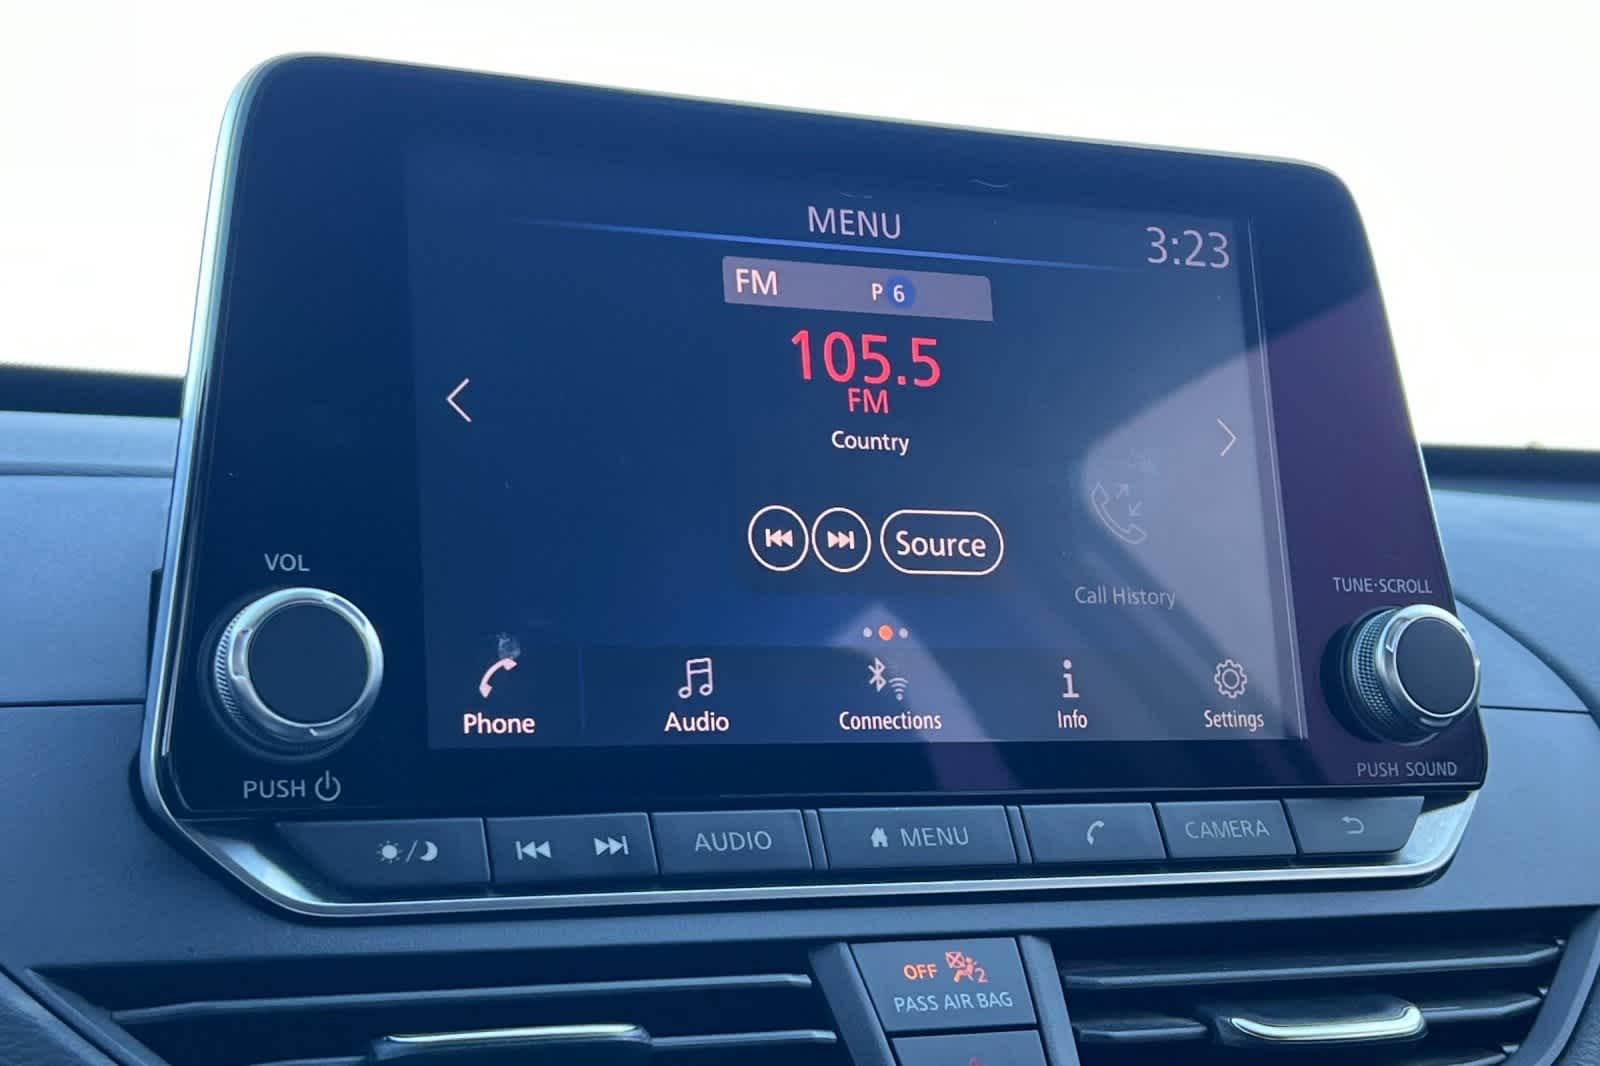 MENU
3:23
FM P 6
105.5
FM
Country
Source
Call History
VOL
TUNE·SCROLL
Phone
Audio
Connections
Info
Settings
PUSH
PUSH SOUND
AUDIO
MENU
CAMERA
OFF 2
PASS AIR BAG